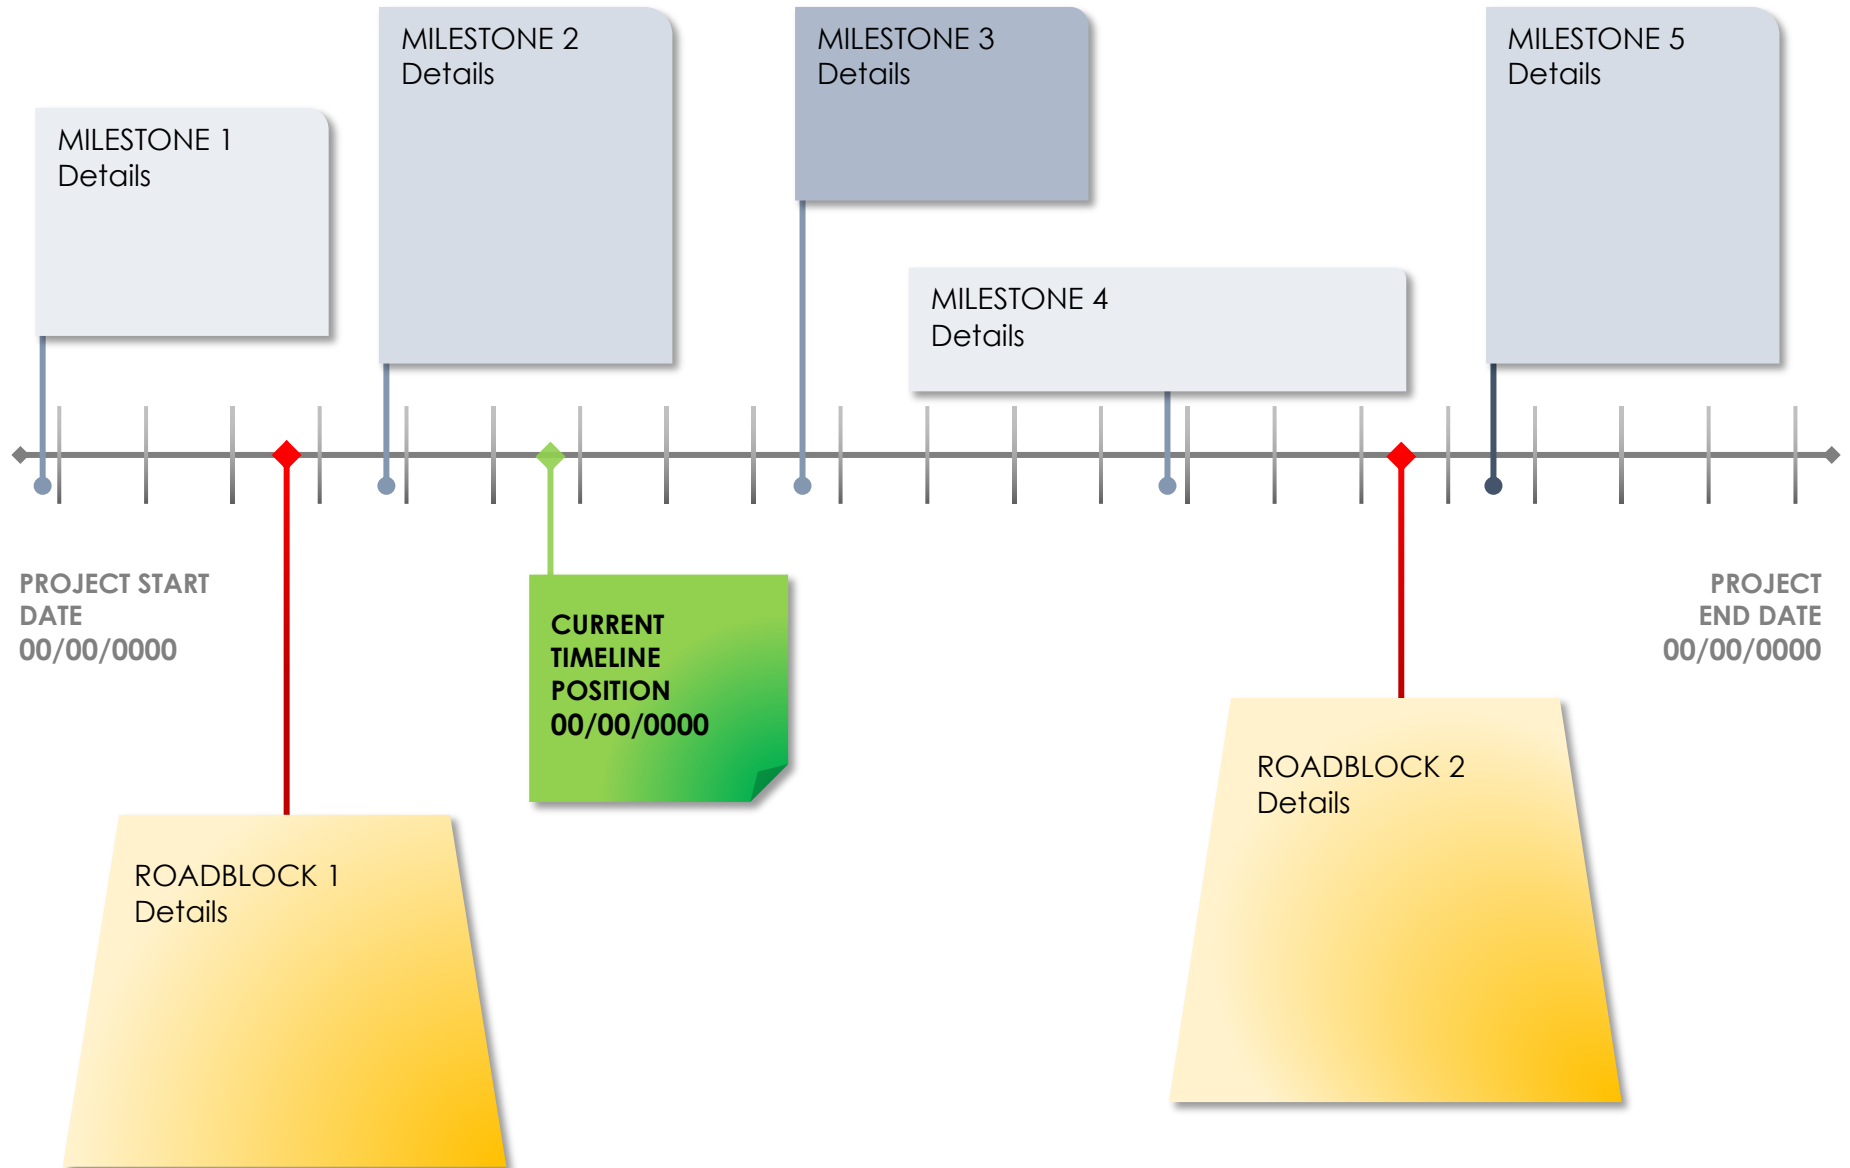 MILESTONE 1
Details
MILESTONE 2
Details
MILESTONE 3
Details
MILESTONE 4
Details
MILESTONE 5
Details
PROJECT START
DATE
00/00/0000
CURRENT
TIMELINE
POSITION
00/00/0000
PROJECT
END DATE
00/00/0000
ROADBLOCK 1
Details
ROADBLOCK 2
Details